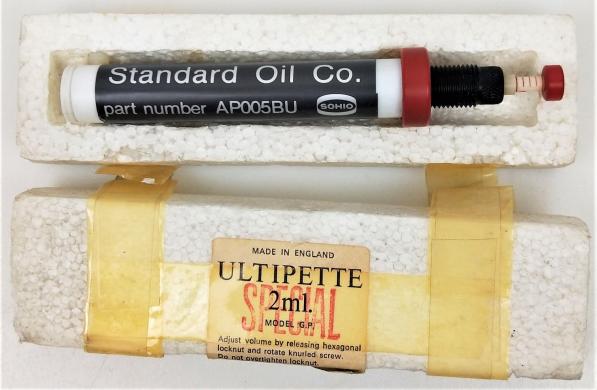 Standard Oil Co.
part number AP005BU SOHIO
MADE IN ENGLAND
ULTIPETTE
SPECIAL
2ml.
MODEL G.P.
Adjust volume by releasing hexagonal
locknut and rotate knurled screw.
Do not overtighten locknut.